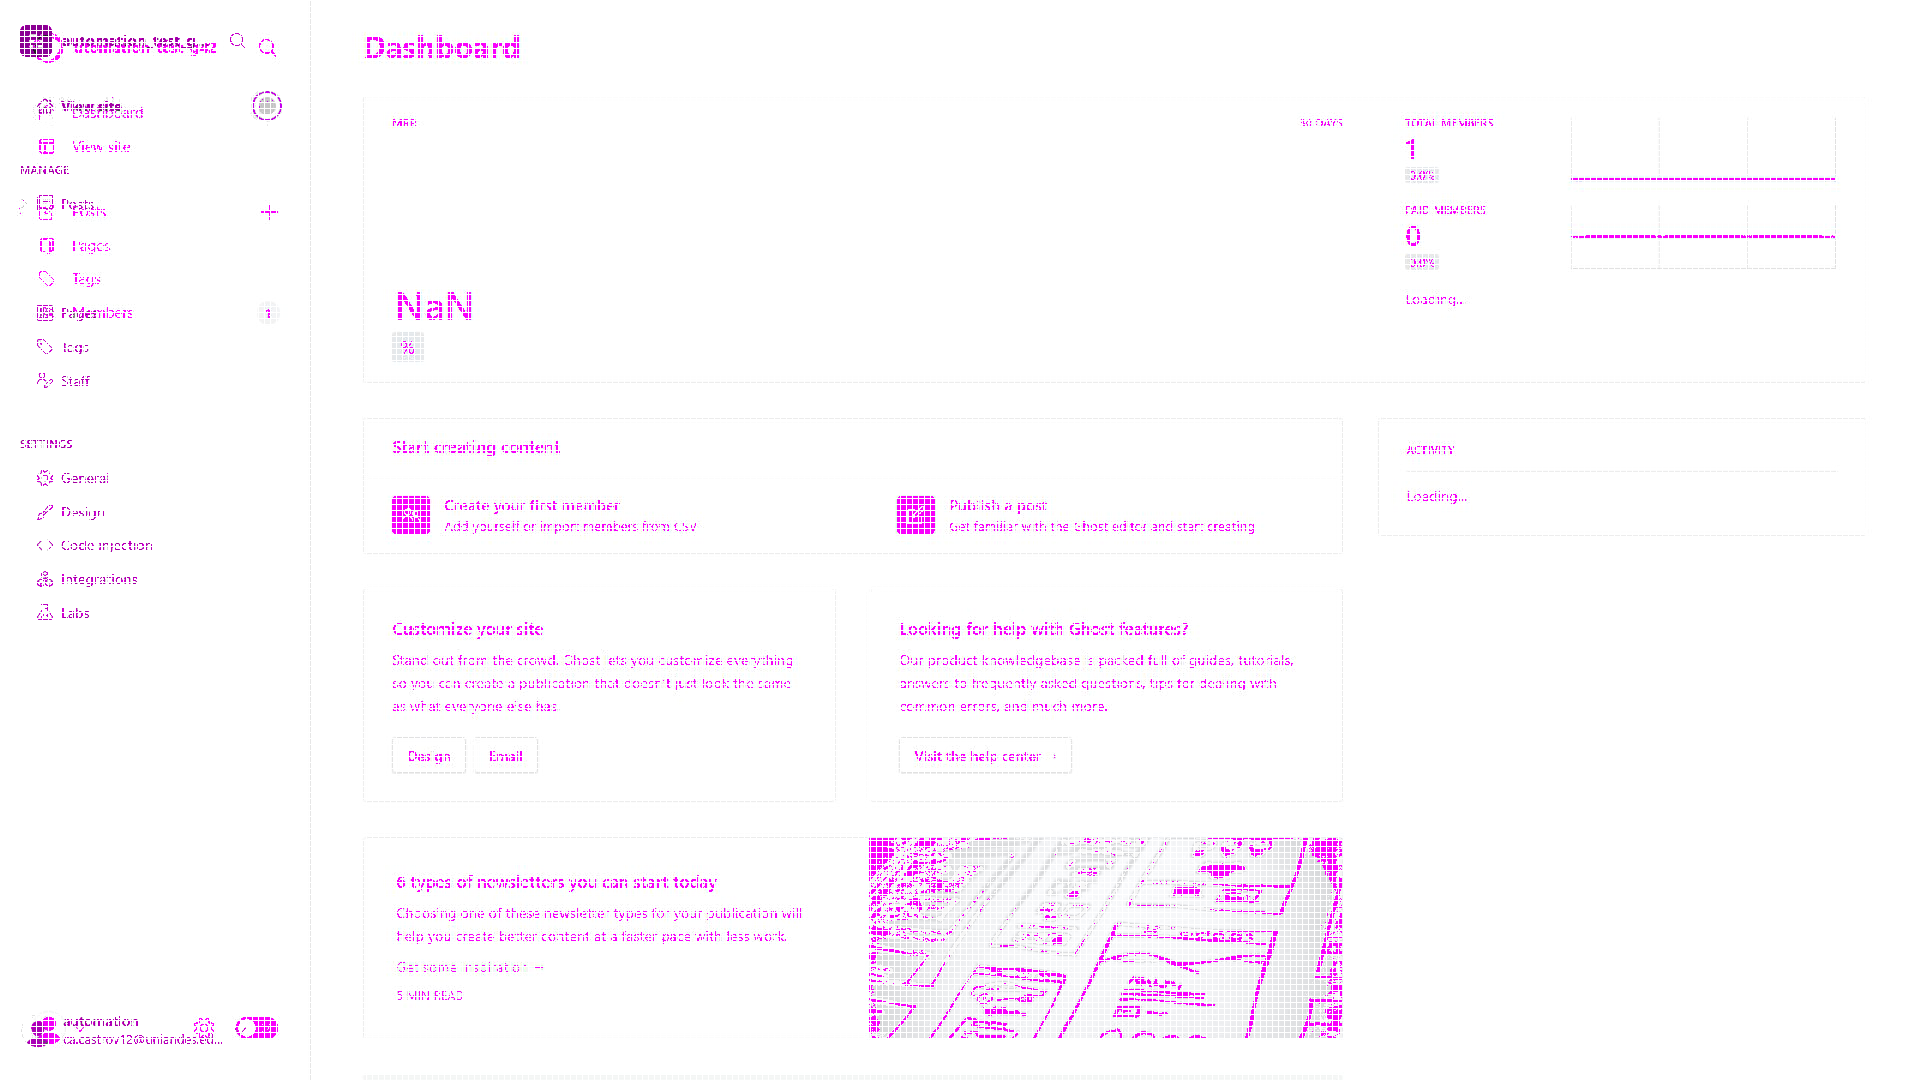 Dashboard
View site
Dashboard
View site
MANAGE
Posts
Posts
Pages
Tags
Pages
Members
Tags
Staff
SETTINGS
General
Design
Code injection
Integrations
Labs
automation
ca.castrov12@uniandes.ed...
MRR
90 DAYS
NaN
%
TOTAL MEMBERS
1
0.0%
PAID MEMBERS
0
0.0%
Loading...
Start creating content
Create your first member
Add yourself or import members from CSV
Publish a post
Get familiar with the Ghost editor and start creating
ACTIVITY
Loading...
Customize your site
Stand out from the crowd. Ghost lets you customize everything
so you can create a publication that doesn't just look the same
as what everyone else has.
Design
Email
Looking for help with Ghost features?
Our product knowledgebase is packed full of guides, tutorials,
answers to frequently asked questions, tips for dealing with
common errors, and much more.
Visit the help center →
6 types of newsletters you can start today
Choosing one of these newsletter types for your publication will
help you create better content at a faster pace with less work.
Get some inspiration →
5 MIN READ